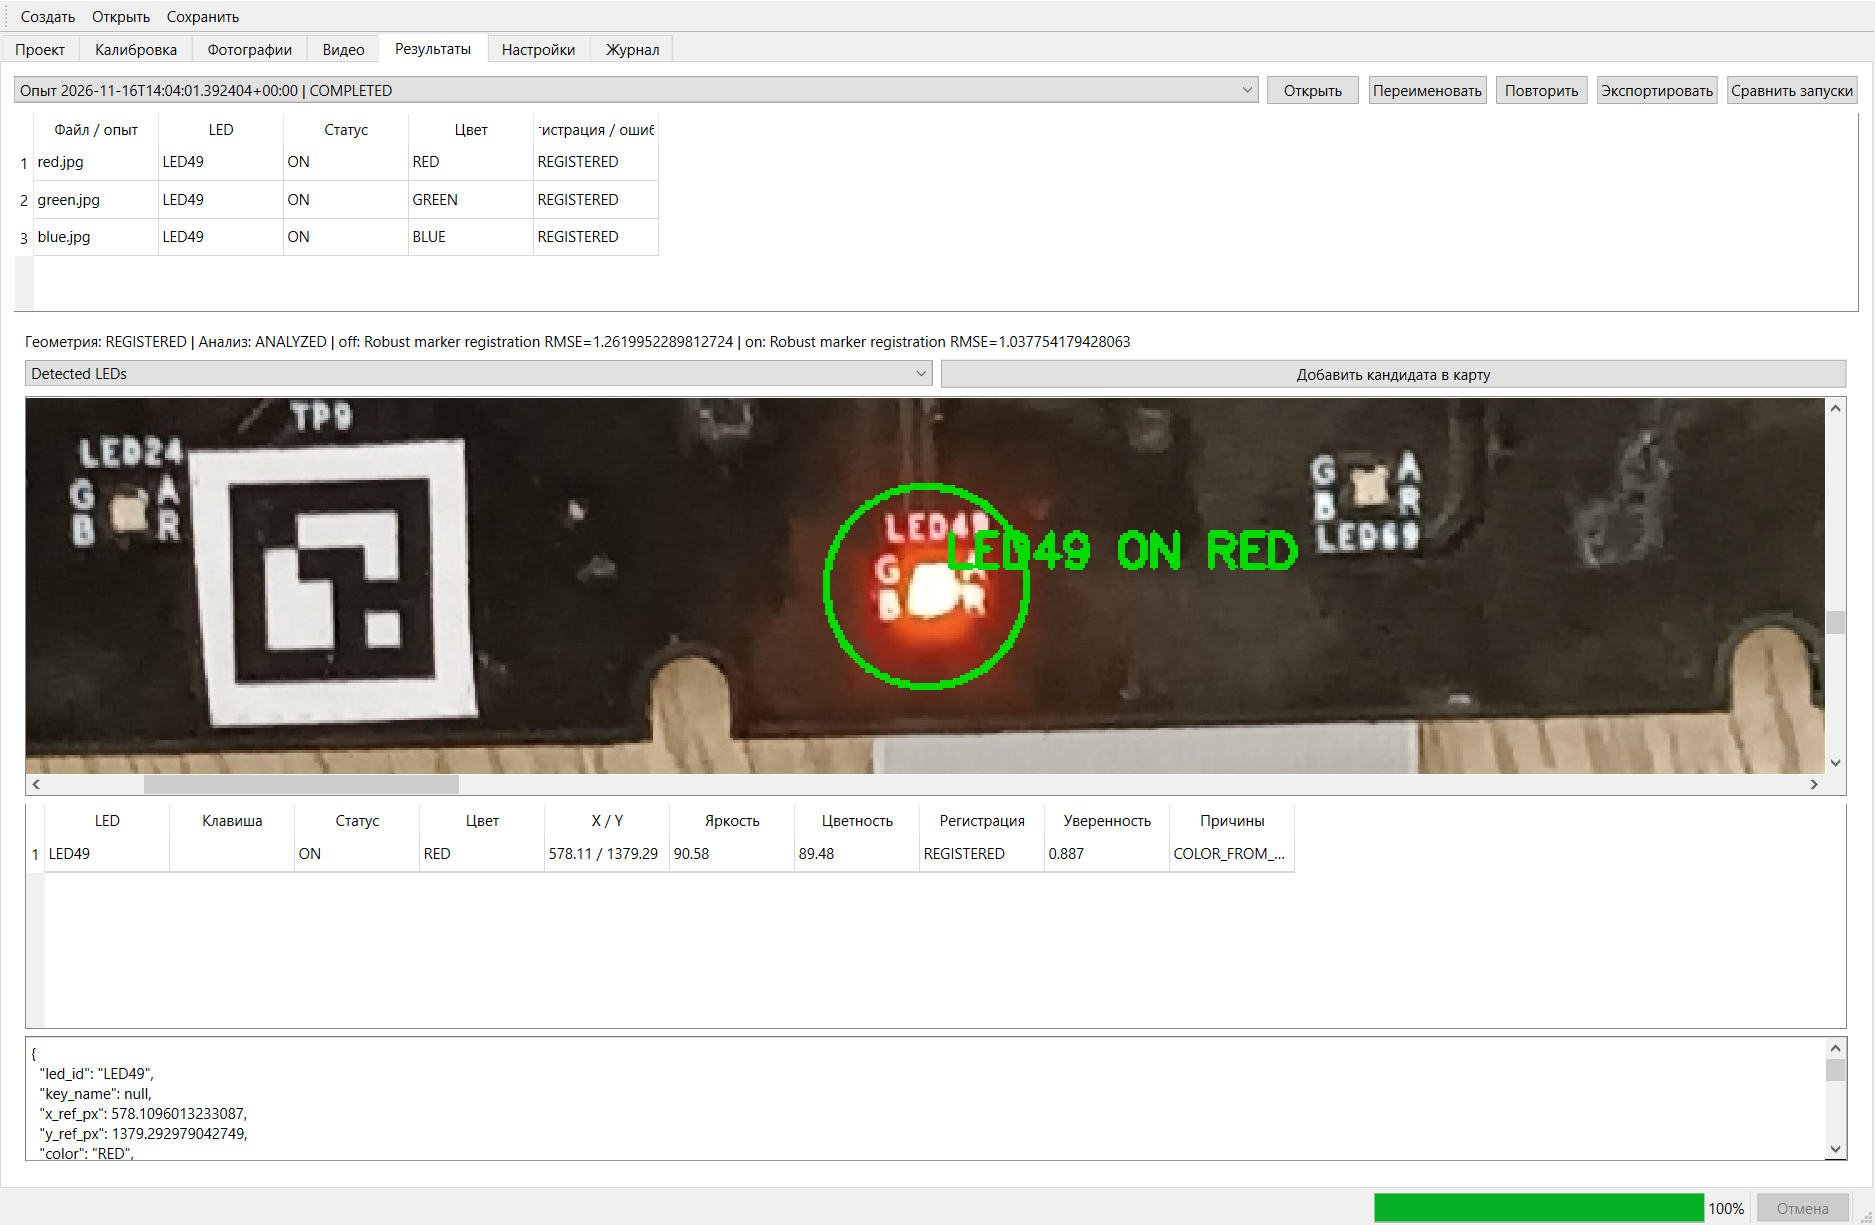 Создать Открыть Сохранить
Проект Калибровка Фотографии Видео Результаты Настройки Журнал
Опыт 2026-11-16T14:04:01.392404+00:00 | COMPLETED Открыть Переименовать Повторить Экспортировать Сравнить запуски
Файл / опыт LED Статус Цвет гистрация / ошиб
1 red.jpg LED49 ON RED REGISTERED
2 green.jpg LED49 ON GREEN REGISTERED
3 blue.jpg LED49 ON BLUE REGISTERED
Геометрия: REGISTERED | Анализ: ANALYZED | off: Robust marker registration RMSE=1.2619952289812724 | on: Robust marker registration RMSE=1.037754179428063
Detected LEDs Добавить кандидата в карту
TP9
LED24
G A
B R
LED49
G A
B R
LED49 ON RED
G A
B R
LED69
LED Клавиша Статус Цвет X / Y Яркость Цветность Регистрация Уверенность Причины
1 LED49 ON RED 578.11 / 1379.29 90.58 89.48 REGISTERED 0.887 COLOR_FROM_...
{
"led_id": "LED49",
"key_name": null,
"x_ref_px": 578.1096013233087,
"y_ref_px": 1379.292979042749,
"color": "RED",
100% Отмена